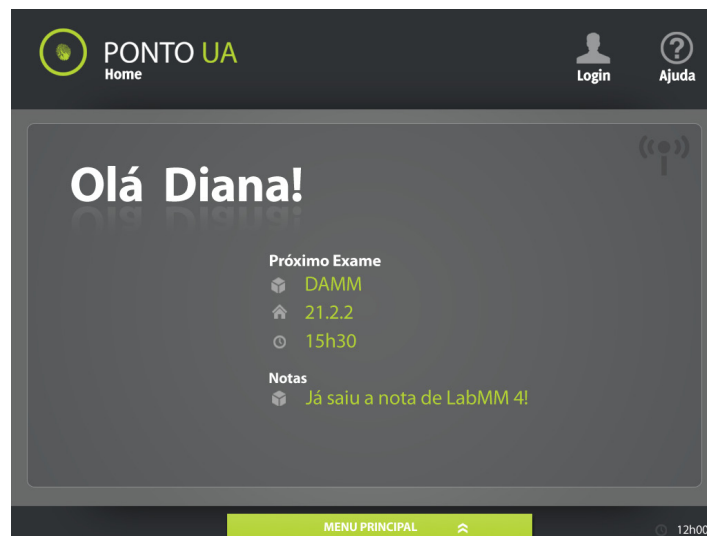 PONTO UA
Home
Login
Ajuda
Olá Diana!
Próximo Exame
DAMM
21.2.2
15h30
Notas
Já saiu a nota de LabMM 4!
MENU PRINCIPAL
12h00